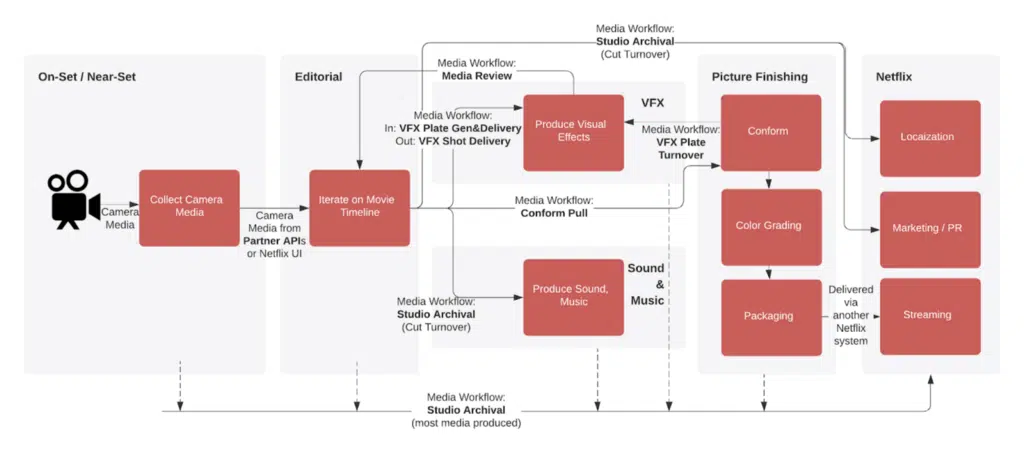 Media Workflow:
Studio Archival
(Cut Turnover)
On-Set / Near-Set
Editorial
Media Workflow:
Media Review
Picture Finishing
Netflix
VFX
Media Workflow:
In: VFX Plate Gen&Delivery
Out: VFX Shot Delivery
Produce Visual
Effects
Media Workflow:
VFX Plate
Turnover
Conform
Locaization
Camera
Media
Collect Camera
Media
Camera
Media from
Partner APIs
or Netflix UI
Iterate on Movie
Timeline
Media Workflow:
Conform Pull
Color Grading
Marketing / PR
Sound
&
Music
Produce Sound,
Music
Media Workflow:
Studio Archival
(Cut Turnover)
Packaging
Delivered
via
another
Netflix
system
Streaming
Media Workflow:
Studio Archival
(most media produced)